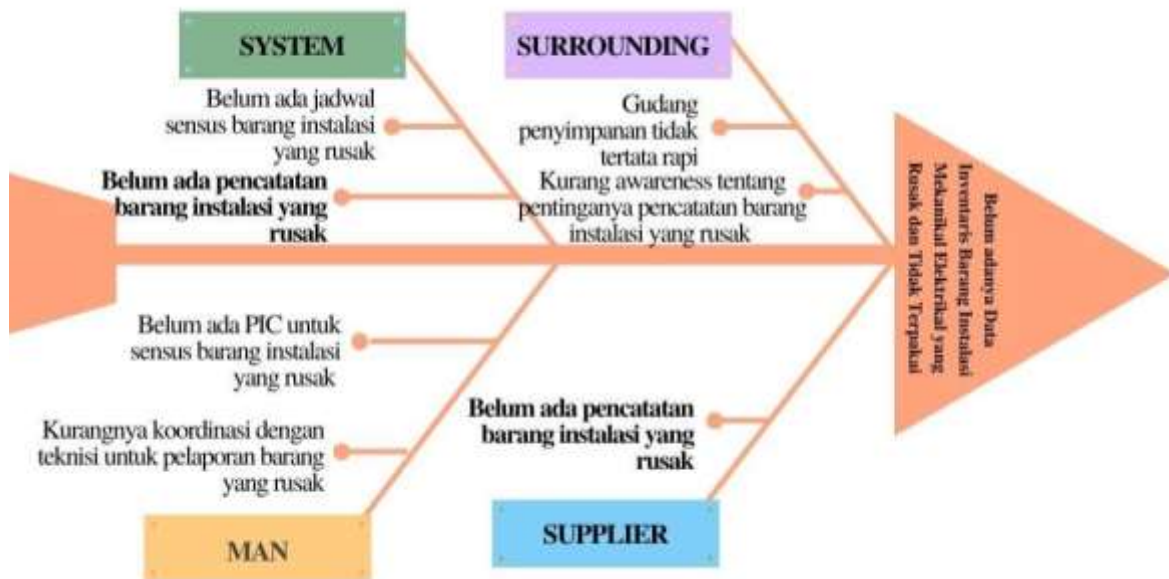 SYSTEM
Belum ada jadwal
sensus barang instalasi
yang rusak
Belum ada pencatatan
barang instalasi yang
rusak
SURROUNDING
Gudang
penyimpanan tidak
tertata rapi
Kurang awareness tentang
pentinganya pencatatan barang
instalasi yang rusak
Belum adanya Data
Inventaris Barang Instalasi
Mekanikal Elektrikal yang
Rusak dan Tidak Terpakai
Belum ada PIC untuk
sensus barang instalasi
yang rusak
Kurangnya koordinasi dengan
teknisi untuk pelaporan barang
yang rusak
MAN
Belum ada pencatatan
barang instalasi yang
rusak
SUPPLIER